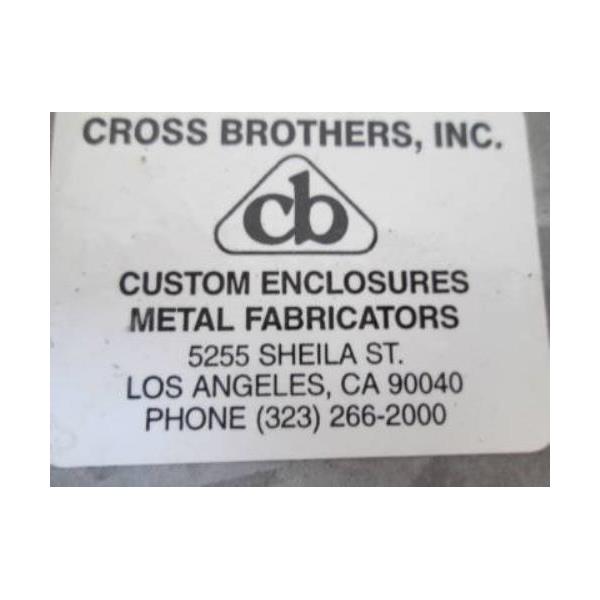 CROSS BROTHERS, INC.
cb
CUSTOM ENCLOSURES
METAL FABRICATORS
5255 SHEILA ST.
LOS ANGELES, CA 90040
PHONE (323) 266-2000